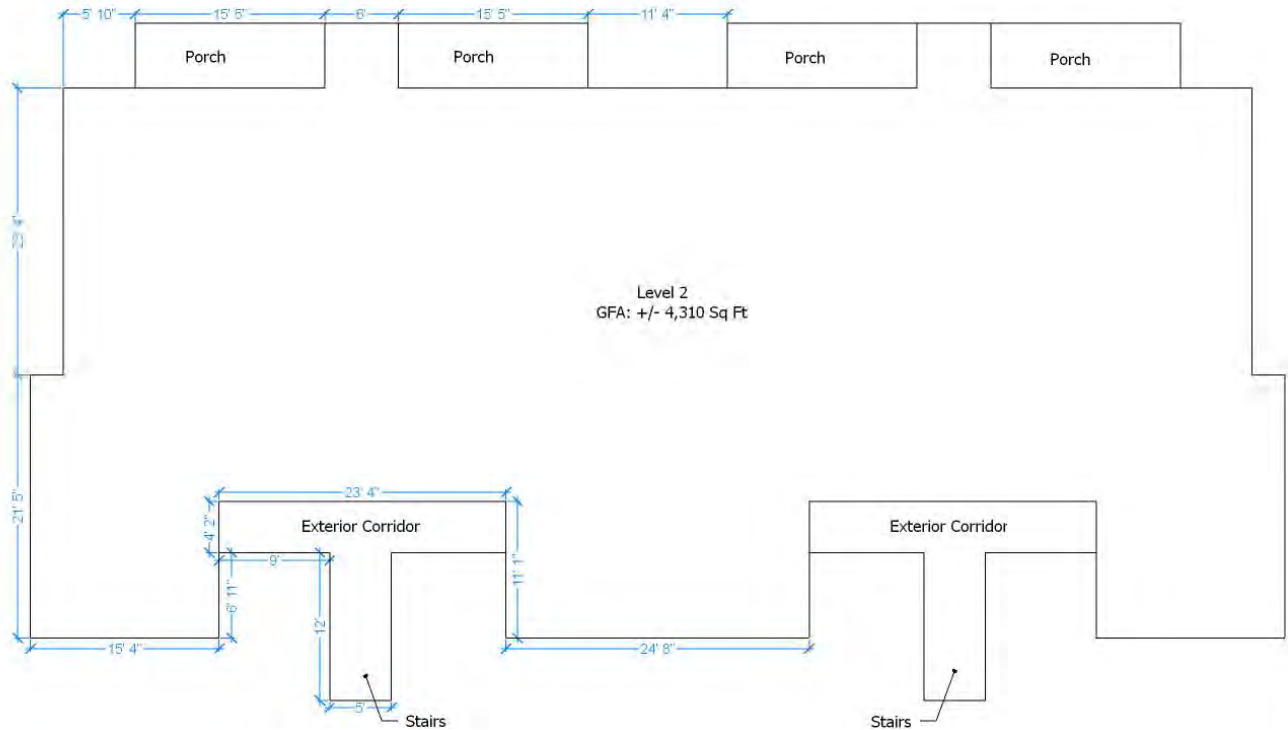 5' 10"
15' 5"
6'
15' 5"
11' 4"
Porch
Porch
Porch
Porch
23' 4"
Level 2
GFA: +/- 4,310 Sq Ft
21' 5"
23' 4"
4' 2"
Exterior Corridor
Exterior Corridor
9'
11' 1"
6' 11"
12'
15' 4"
24' 8"
5'
Stairs
Stairs